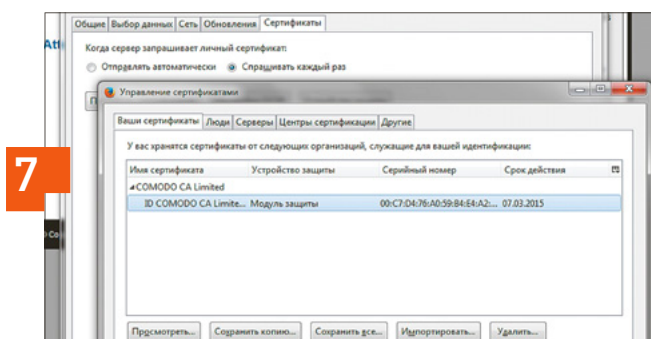 Общие Выбор данных Сеть Обновления Сертификаты
Когда сервер запрашивает личный сертификат:
Отправлять автоматически Спрашивать каждый раз
Управление сертификатами
Ваши сертификаты Люди Серверы Центры сертификации Другие
У вас хранятся сертификаты от следующих организаций, служащие для вашей идентификации:
Имя сертификата Устройство защиты Серийный номер Срок действия
COMODO CA Limited
ID COMODO CA Limite... Модуль защиты 00:C7:D4:76:A0:59:84:E4:A2:... 07.03.2015
7
Просмотреть... Сохранить копию... Сохранить все... Импортировать... Удалить...